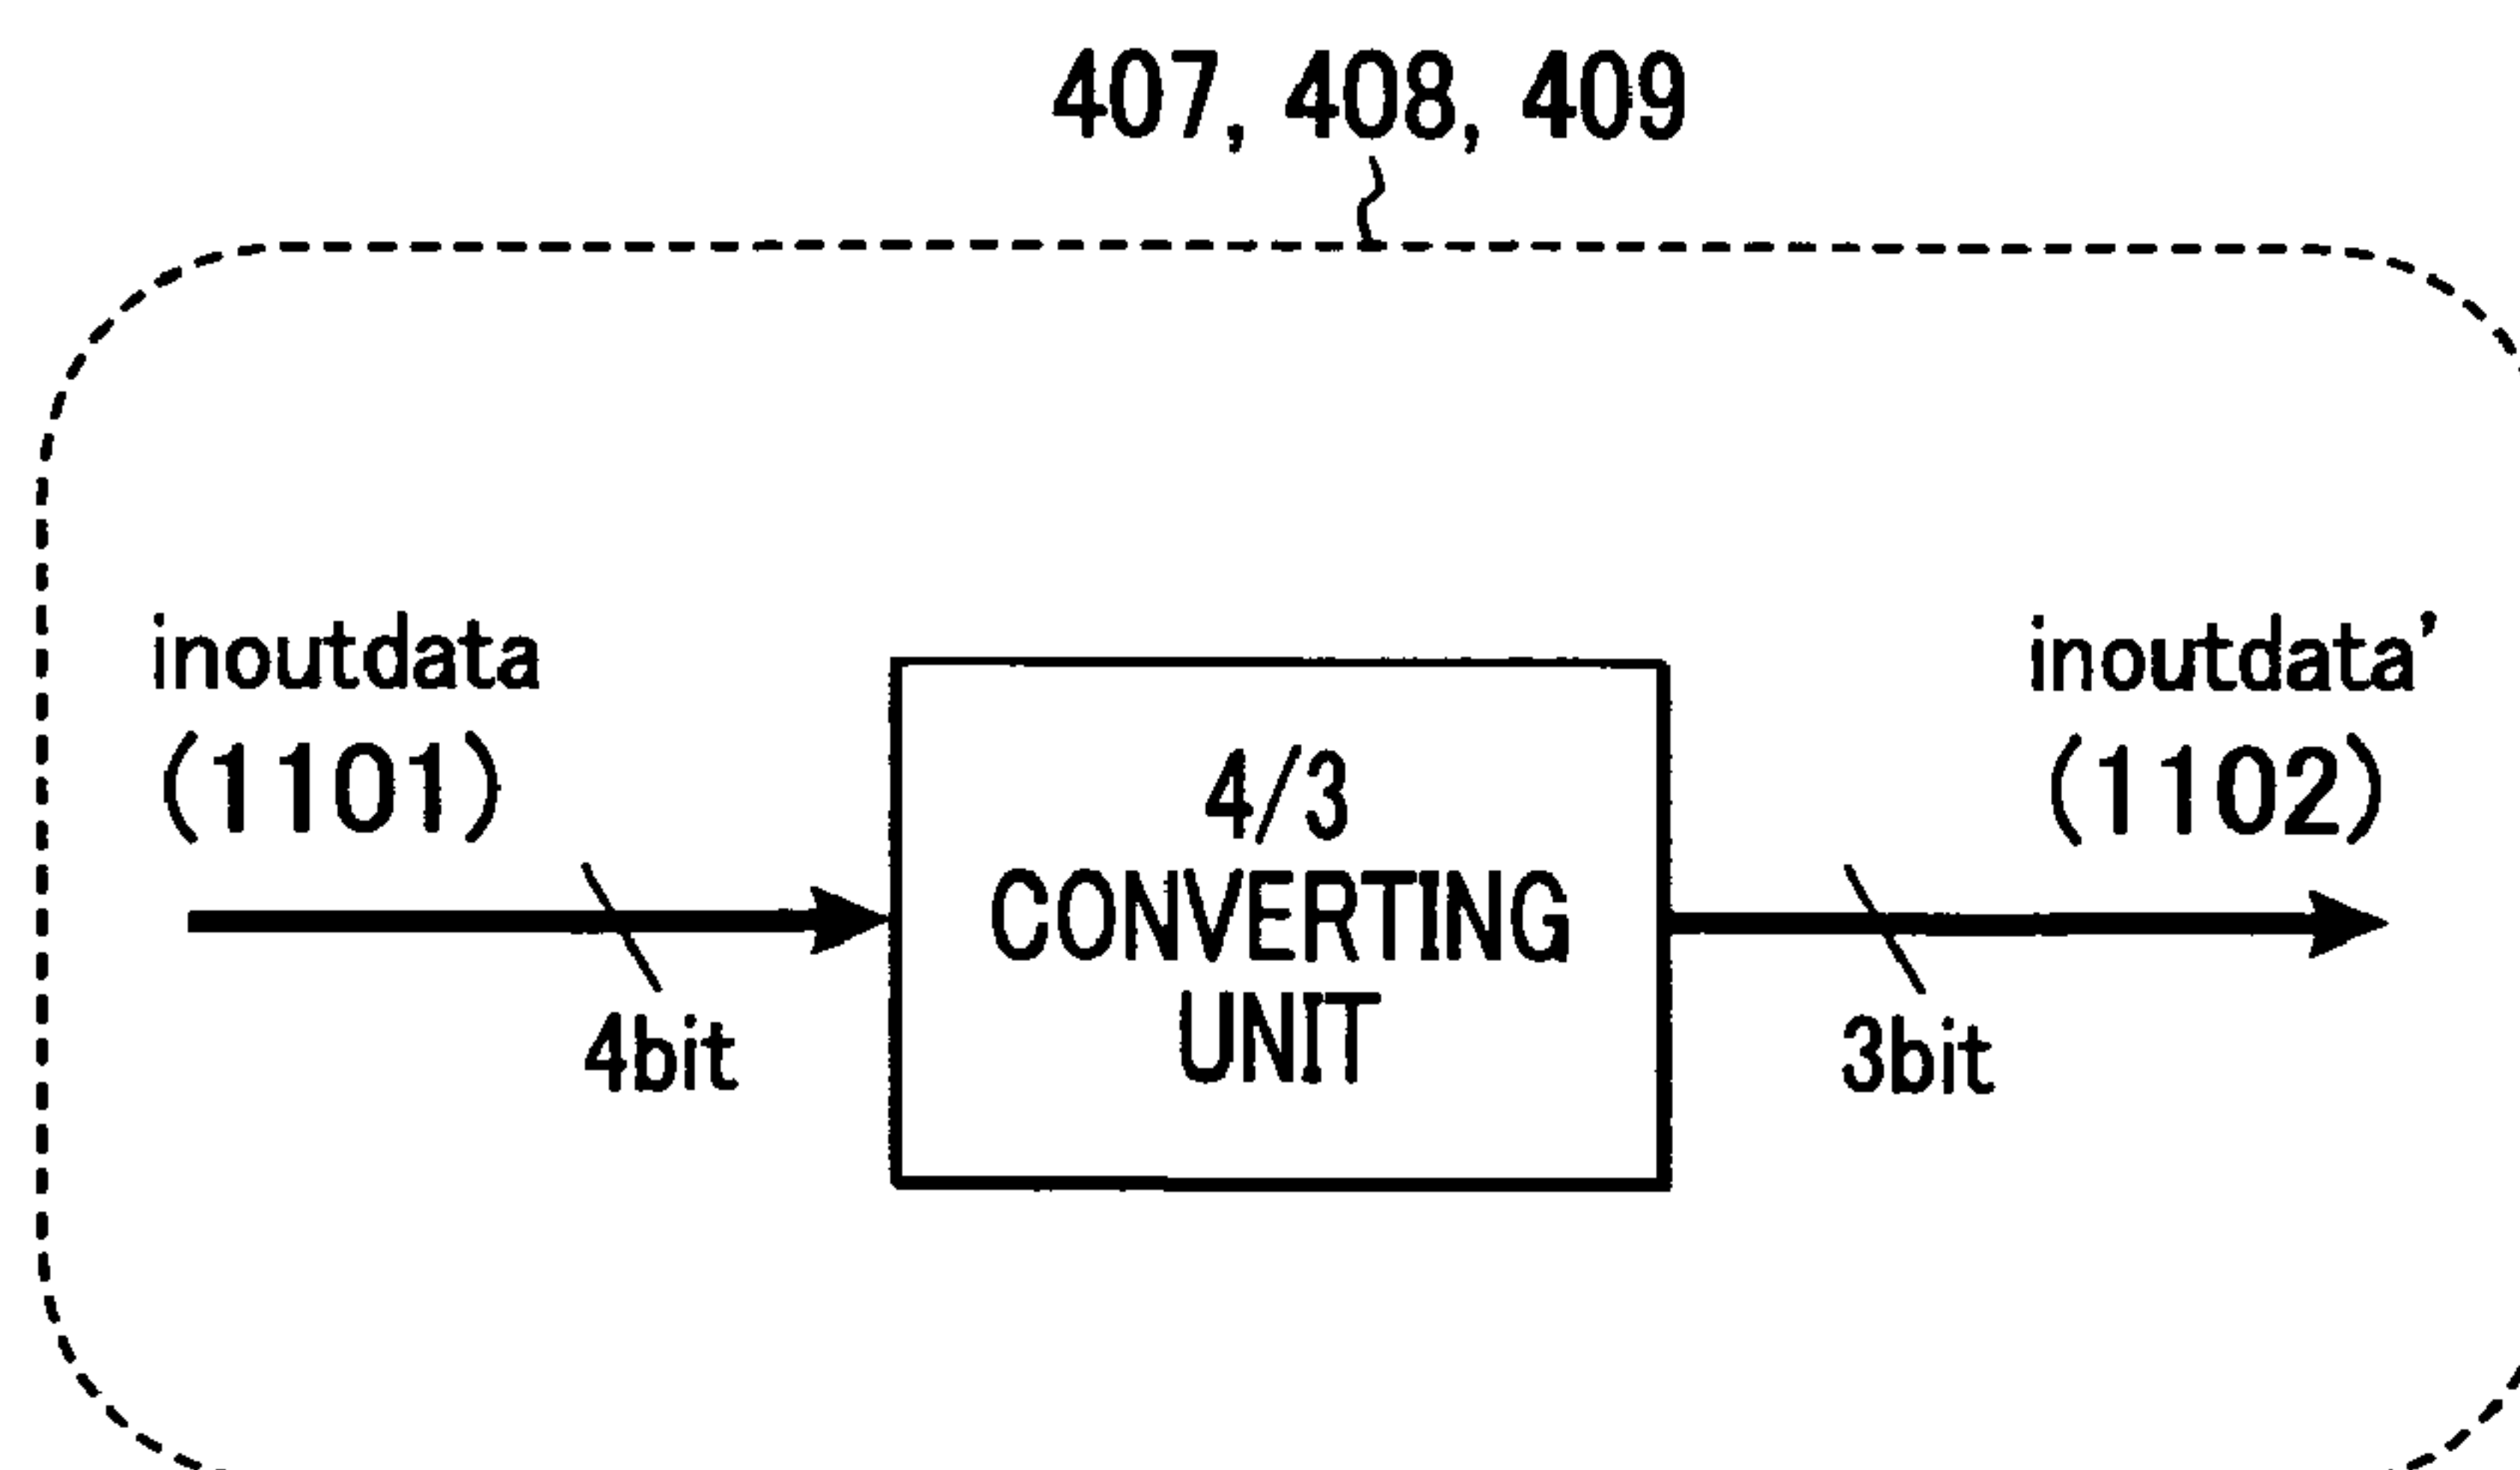 407, 408, 409
inoutdata
(1101)
4bit
4/3
CONVERTING
UNIT
inoutdata'
(1102)
3bit